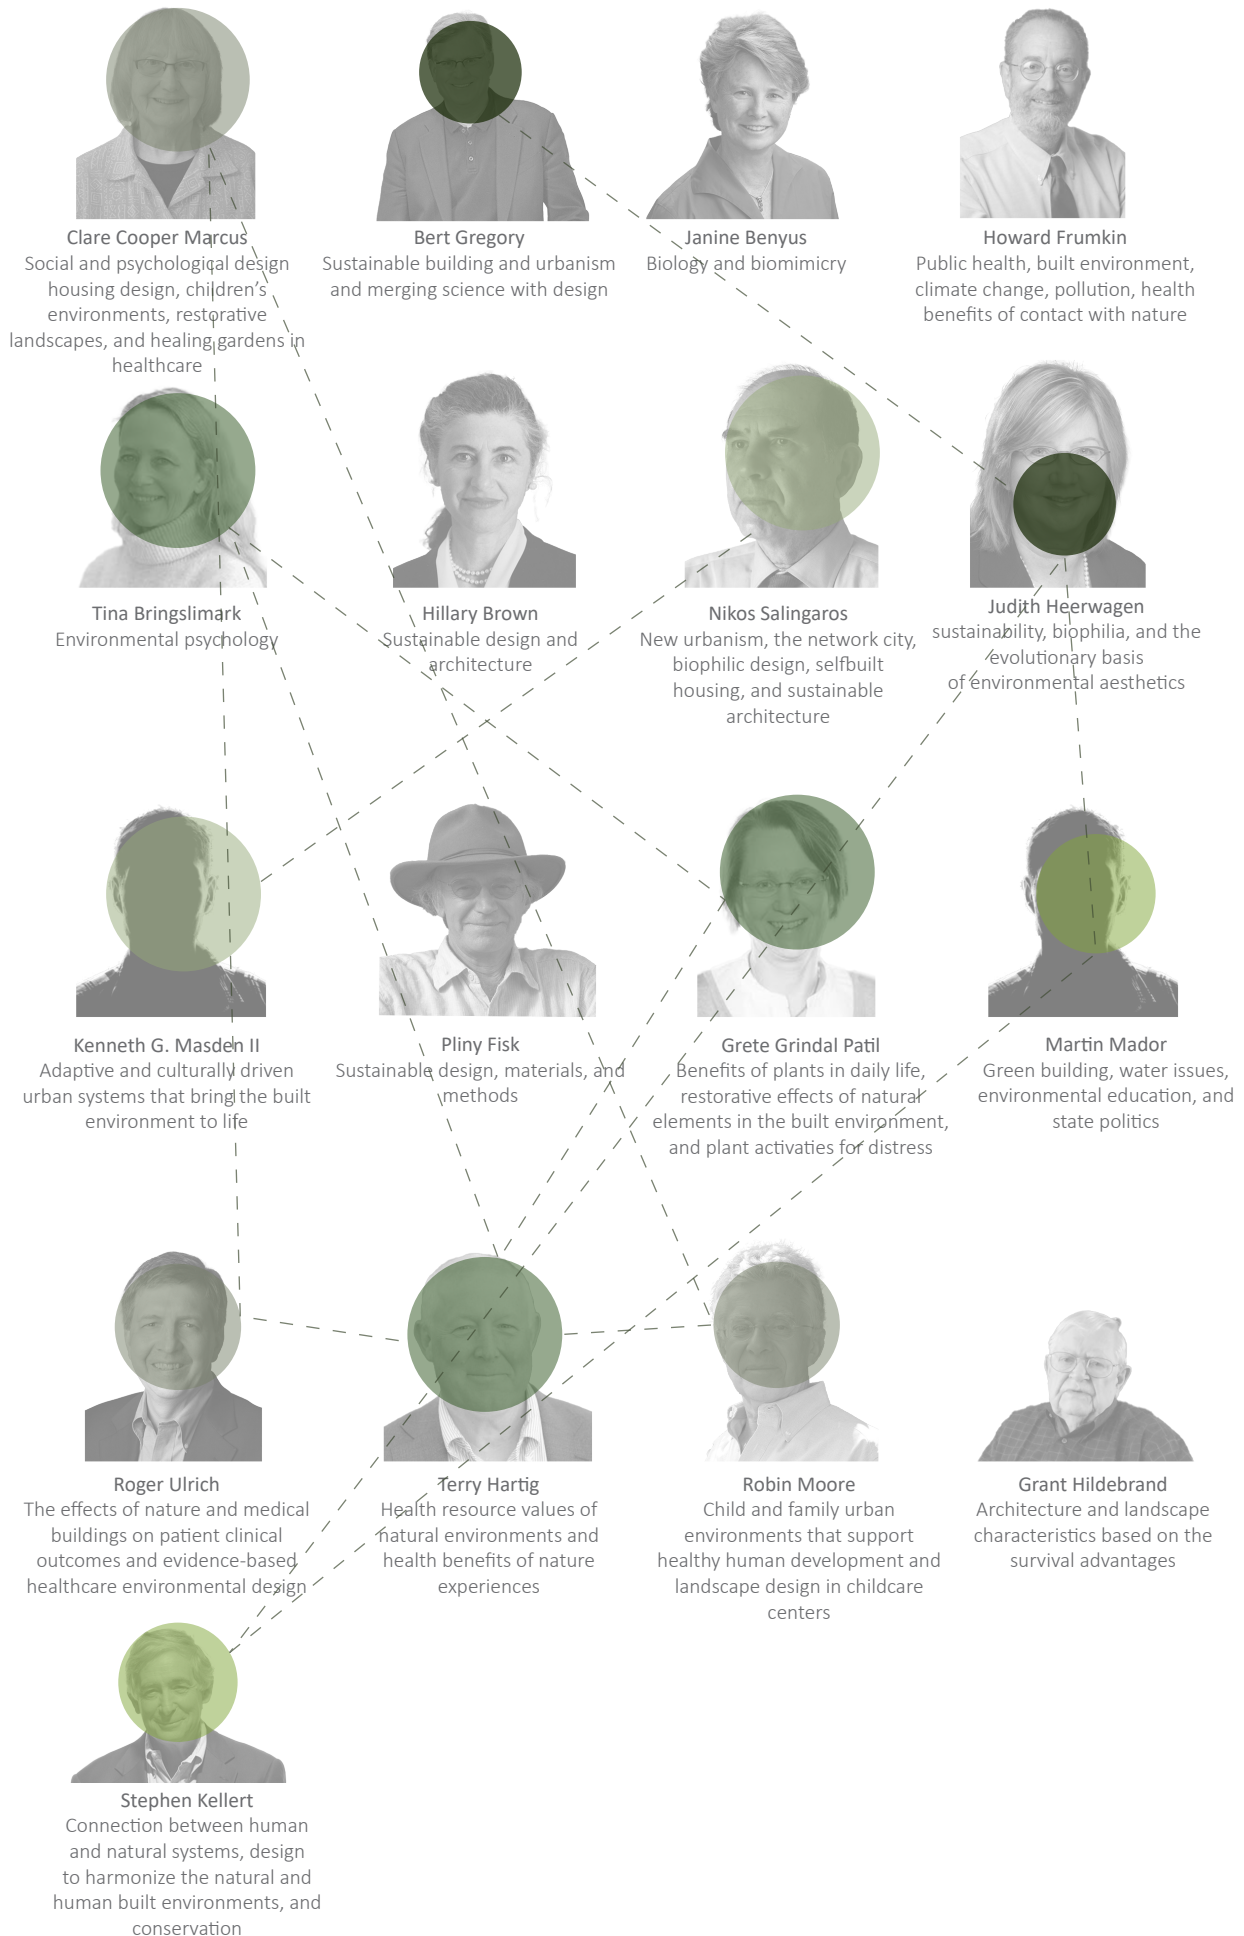 Clare Cooper Marcus
Social and psychological design
housing design, children's
environments, restorative
landscapes, and healing gardens in
healthcare
Bert Gregory
Sustainable building and urbanism
and merging science with design
Janine Benyus
Biology and biomimicry
Howard Frumkin
Public health, built environment,
climate change, pollution, health
benefits of contact with nature
Tina Bringslimark
Environmental psychology
Hillary Brown
Sustainable design and
architecture
Nikos Salingaros
New urbanism, the network city,
biophilic design, selfbuilt
housing, and sustainable
architecture
Judith Heerwagen
sustainability, biophilia, and the
evolutionary basis
of environmental aesthetics
Kenneth G. Masden II
Adaptive and culturally driven
urban systems that bring the built
environment to life
Pliny Fisk
Sustainable design, materials, and
methods
Grete Grindal Patil
Benefits of plants in daily life,
restorative effects of natural
elements in the built environment,
and plant activaties for distress
Martin Mador
Green building, water issues,
environmental education, and
state politics
Roger Ulrich
The effects of nature and medical
buildings on patient clinical
outcomes and evidence-based
healthcare environmental design
Terry Hartig
Health resource values of
natural environments and
health benefits of nature
experiences
Robin Moore
Child and family urban
environments that support
healthy human development and
landscape design in childcare
centers
Grant Hildebrand
Architecture and landscape
characteristics based on the
survival advantages
Stephen Kellert
Connection between human
and natural systems, design
to harmonize the natural and
human built environments, and
conservation